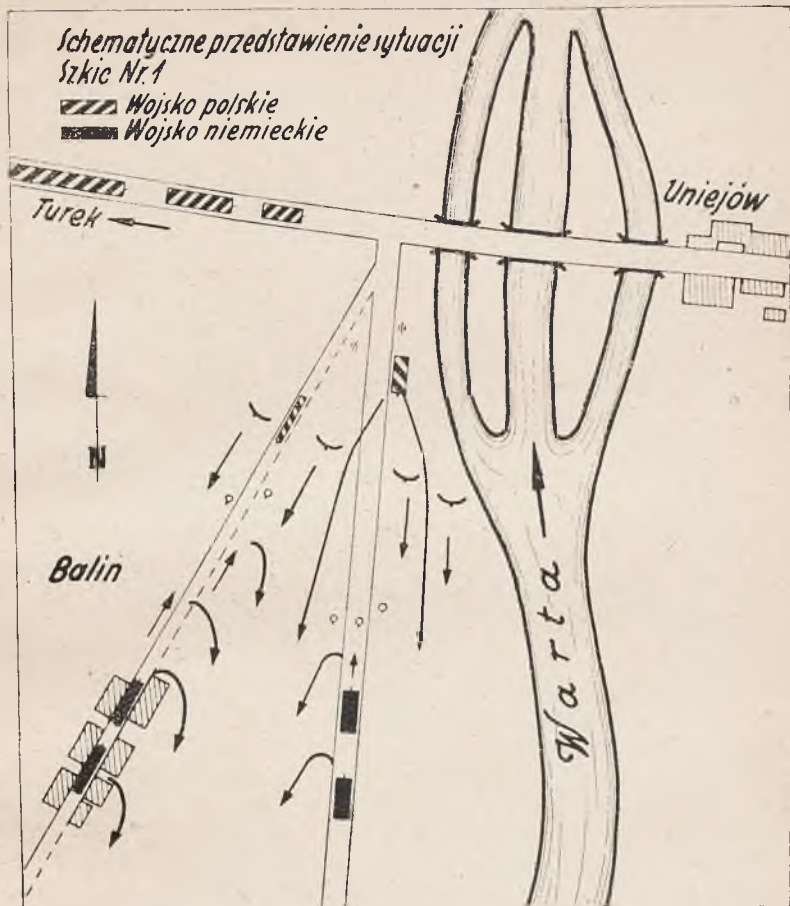 Schematyczne przedstawienie sytuacji
Szkic Nr. 1
Wojsko polskie
Wojsko niemieckie
Turek
Uniejów
N
Balin
Warta